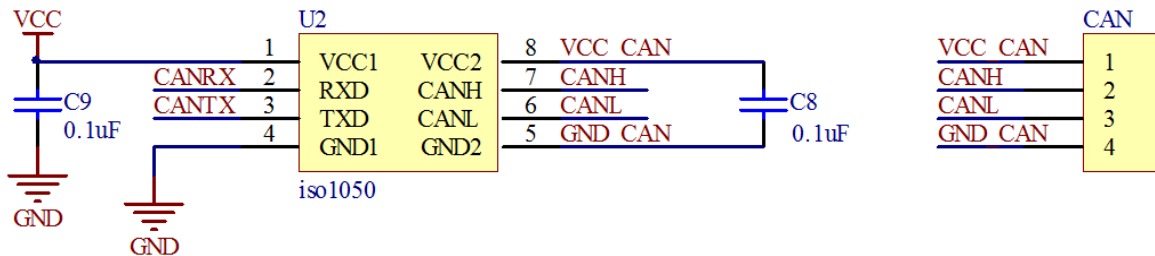 VCC
U2
CAN
1
VCC1
VCC2
8
VCC_CAN
VCC_CAN
1
CANRX
2
RXD
CANH
7
CANH
CANH
2
C9
C8
CANTX
3
TXD
CANL
6
CANL
CANL
3
0.1uF
0.1uF
4
GND1
GND2
5
GND_CAN
GND_CAN
4
iso1050
GND
GND